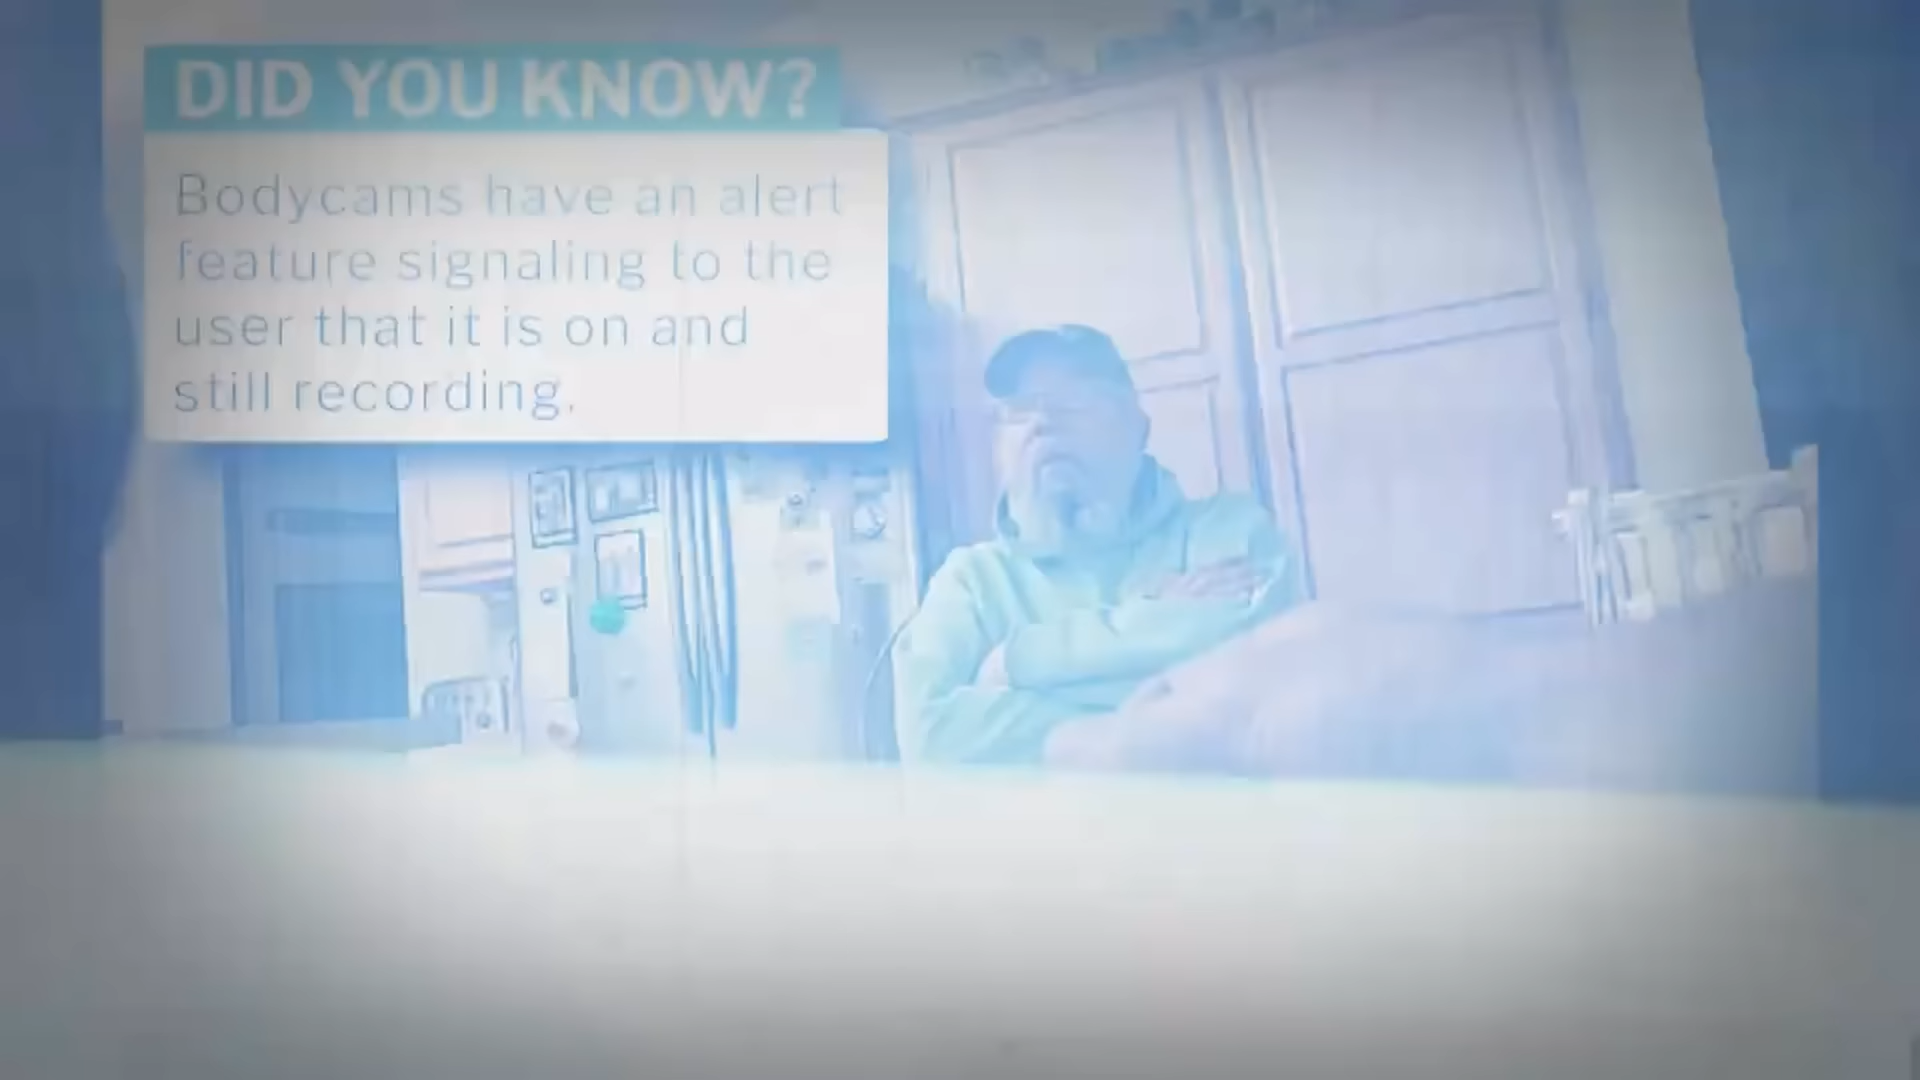 DID YOU KNOW?
Bodycams have an alert
feature signaling to the
user that it is on and
still recording.